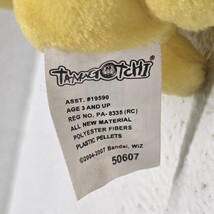 TAMAGOTCHI
ASST. #19590
AGE 3 AND UP
REG NO. PA- 8335 (RC)
ALL NEW MATERIAL
POLYESTER FIBERS
PLASTIC PELLETS
©2004-2007 Bandai, WiZ
50607